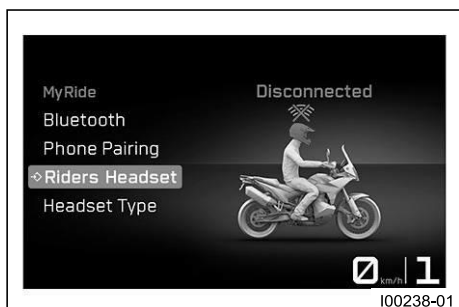 MyRide
Disconnected
Bluetooth
Phone Pairing
Riders Headset
Headset Type
0 km/h 1
I00238-01